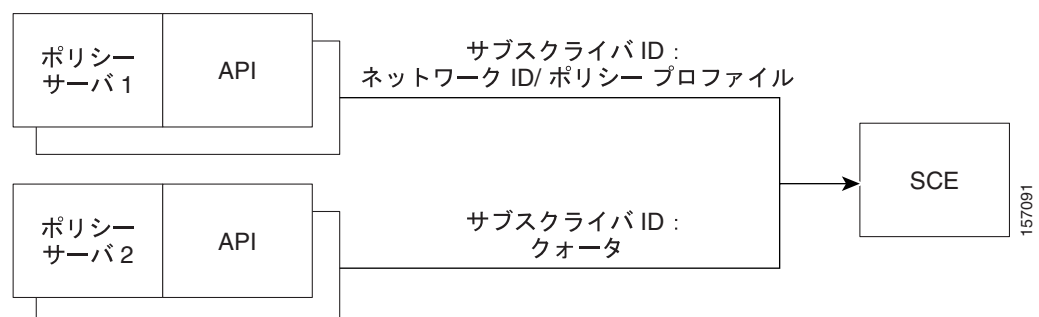 ポリシー
サーバ 1
API
サブスクライバ ID :
ネットワーク ID/ ポリシー プロファイル
SCE
157091
ポリシー
サーバ 2
API
サブスクライバ ID :
クォータ